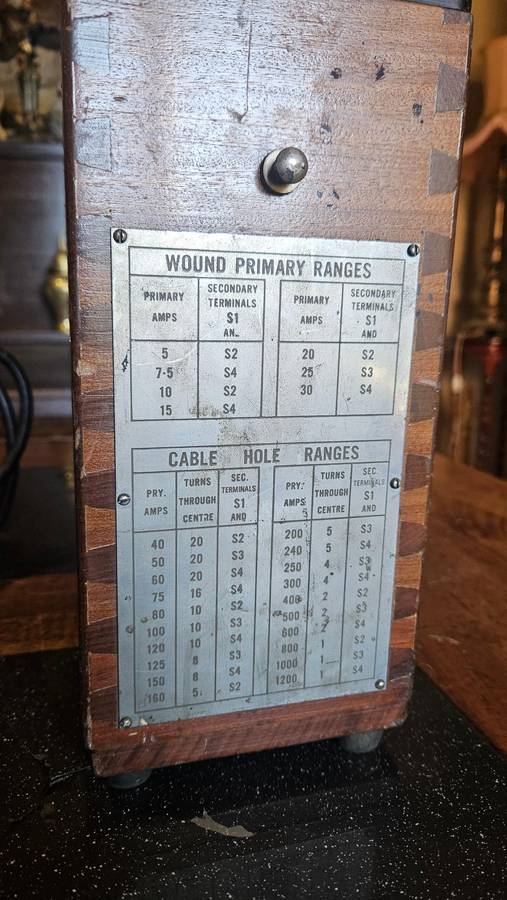 WOUND PRIMARY RANGES
PRIMARY AMPS SECONDARY TERMINALS S1 AN PRIMARY AMPS SECONDARY TERMINALS S1 AND
5 S2 20 S2
7·5 S4 25 S3
10 S2 30 S4
15 S4
CABLE HOLE RANGES
PRY. AMPS TURNS THROUGH CENTRE SEC. TERMINALS S1 AND PRY. AMPS TURNS THROUGH CENTRE SEC. TERMINALS S1 AND
40 20 S2 200 5 S3
50 20 S3 240 5 S4
60 20 S4 250 4 S3
75 16 S4 300 4 S4
80 10 S2 400 2 S2
100 10 S3 500 2 S3
120 10 S4 600 2 S4
125 8 S3 800 1 S2
150 8 S4 1000 1 S3
160 5 S2 1200 1 S4